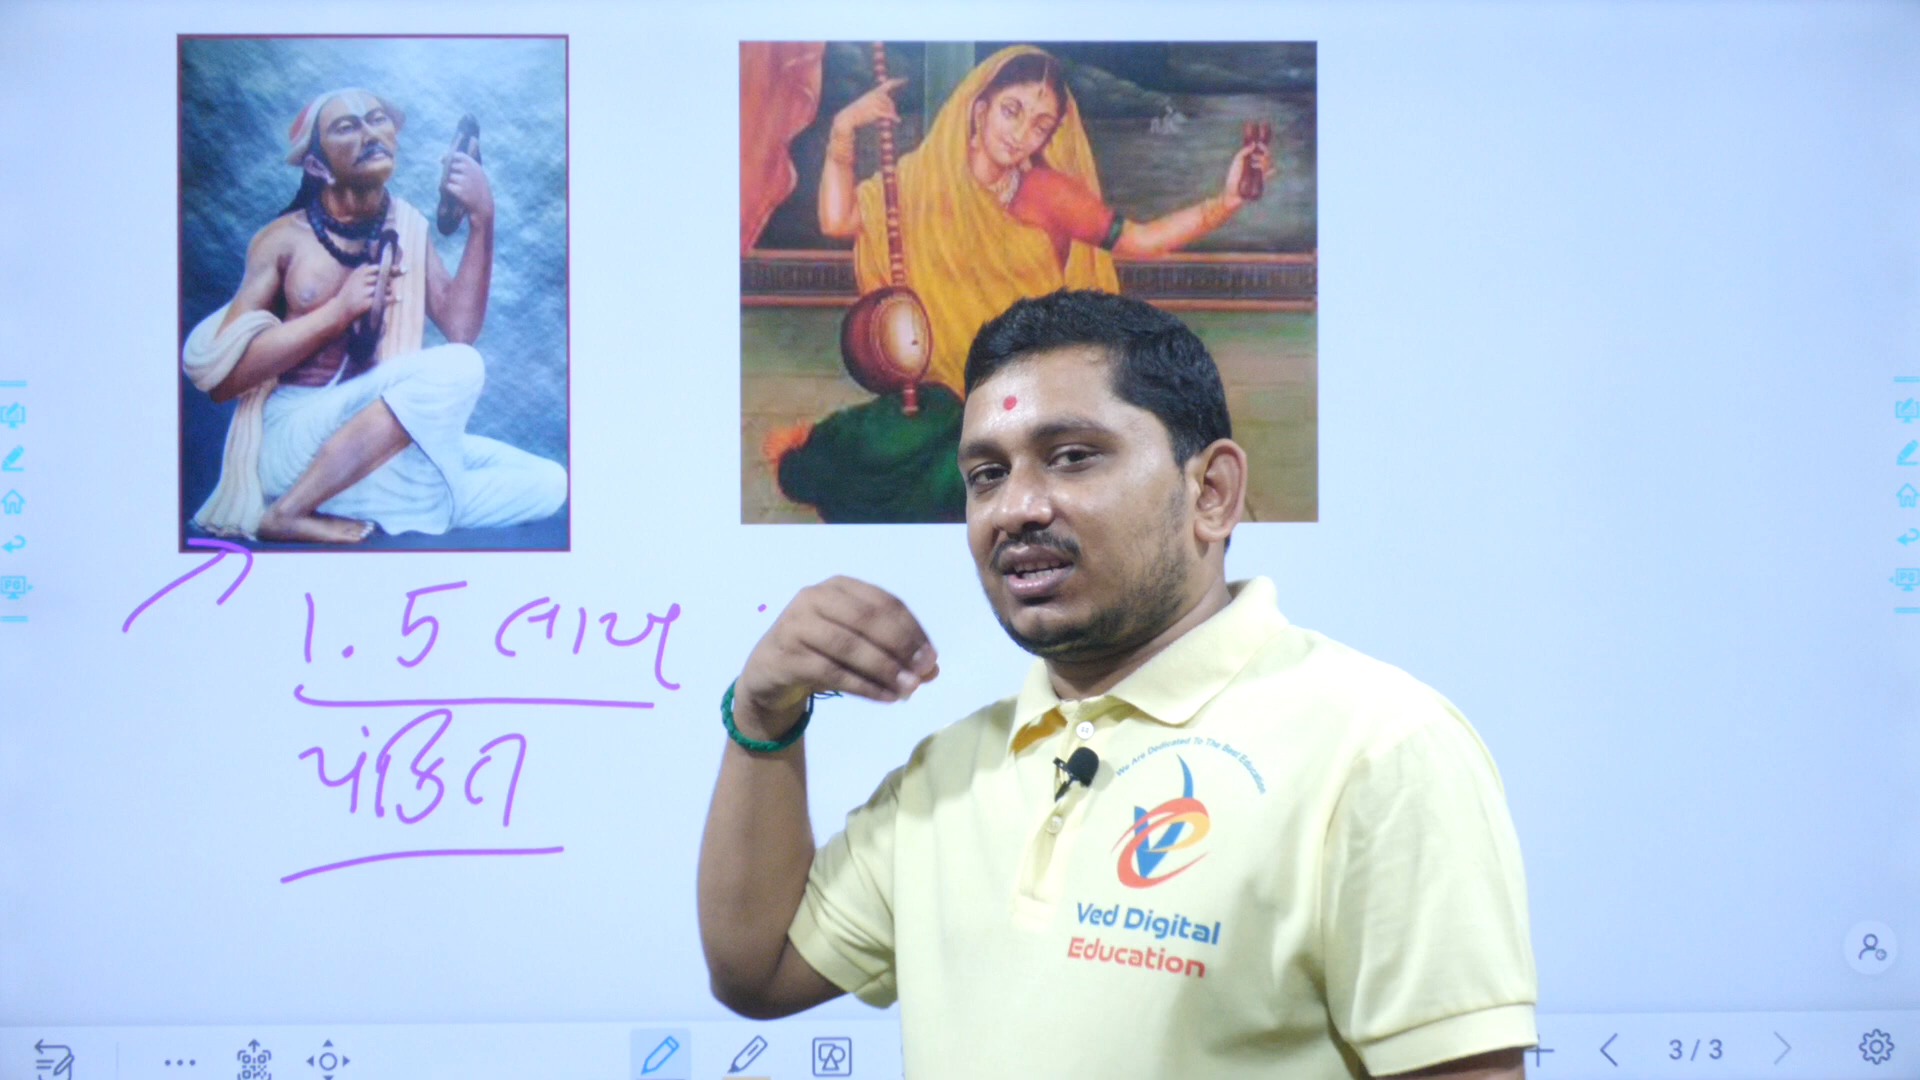 1.5 લાખ
પંકિત
We Are Dedicated To The Best Education
Ved Digital
Education
3/3